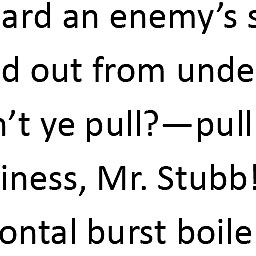 ard an enemy’s s
d out from unde
’t ye pull?—pull
iness, Mr. Stubb!
ontal burst boile